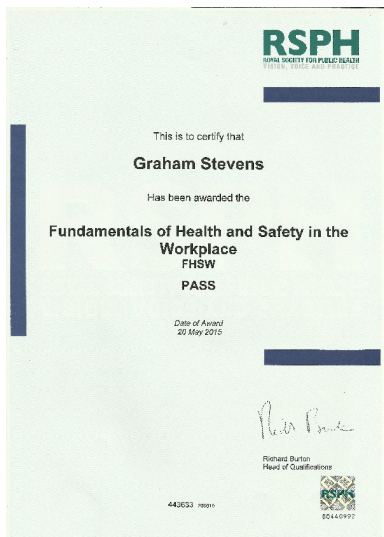 RSPH
ROYAL SOCIETY FOR PUBLIC HEALTH
VISION, VOICE AND PRACTICE
This is to certify that
Graham Stevens
Has been awarded the
Fundamentals of Health and Safety in the
Workplace
FHSW
PASS
Date of Award
20 May 2015
Richard Burton
Head of Qualifications
RSPH
443633
00440992